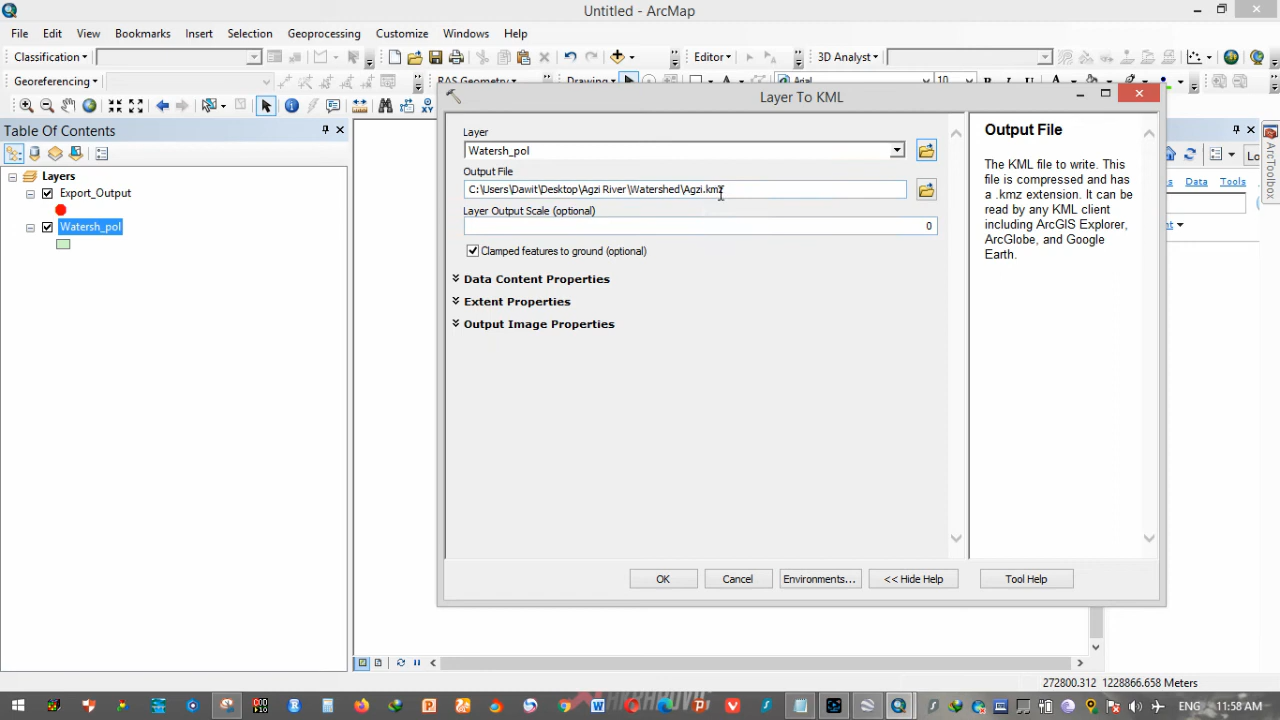 Untitled - ArcMap
File Edit View Bookmarks Insert Selection Geoprocessing Customize Windows Help
Classification Editor 3D Analyst
Georeferencing RAS Geometry Drawing Arial 10 B I U A
Table Of Contents
Layers
Export_Output
Watersh_pol
Layer To KML
Layer
Watersh_pol
Output File
C:\Users\Dawit\Desktop\Agzi River\Watershed\Agzi.kmz
Layer Output Scale (optional)
0
Clamped features to ground (optional)
Data Content Properties
Extent Properties
Output Image Properties
OK Cancel Environments... << Hide Help Tool Help
Output File
The KML file to write. This
file is compressed and has
a .kmz extension. It can be
read by any KML client
including ArcGIS Explorer,
ArcGlobe, and Google
Earth.
Lo
Data Tools
ArcToolbox
272800.312 1228866.658 Meters
ENG 11:58 AM